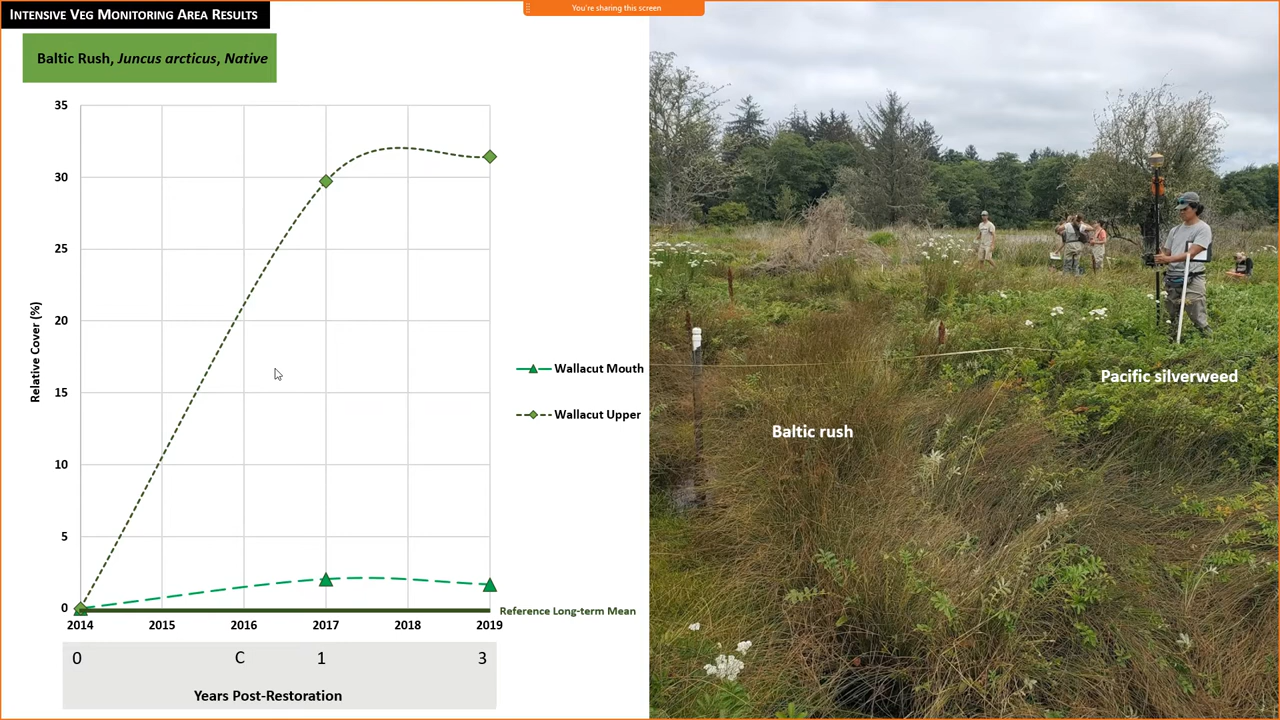 INTENSIVE VEG MONITORING AREA RESULTS
You're sharing this screen
Baltic Rush, Juncus arcticus, Native
35
30
25
20
15
10
5
0
Relative Cover (%)
2014 2015 2016 2017 2018 2019
Wallacut Mouth
Wallacut Upper
Reference Long-term Mean
0 C 1 3
Years Post-Restoration
Pacific silverweed
Baltic rush